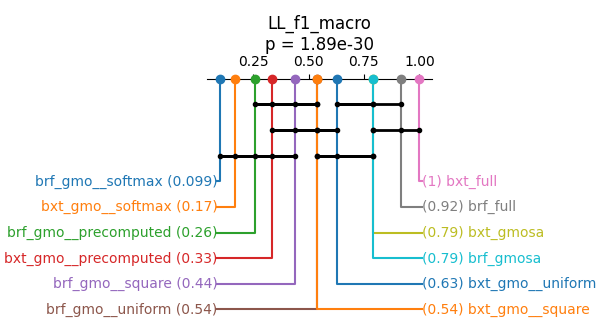 LL_f1_macro
p = 1.89e-30
0.25 0.50 0.75 1.00
brf_gmo__softmax (0.099)
(1) bxt_full
bxt_gmo__softmax (0.17)
(0.92) brf_full
brf_gmo__precomputed (0.26)
(0.79) bxt_gmosa
bxt_gmo__precomputed (0.33)
(0.79) brf_gmosa
brf_gmo__square (0.44)
(0.63) bxt_gmo__uniform
brf_gmo__uniform (0.54)
(0.54) bxt_gmo__square